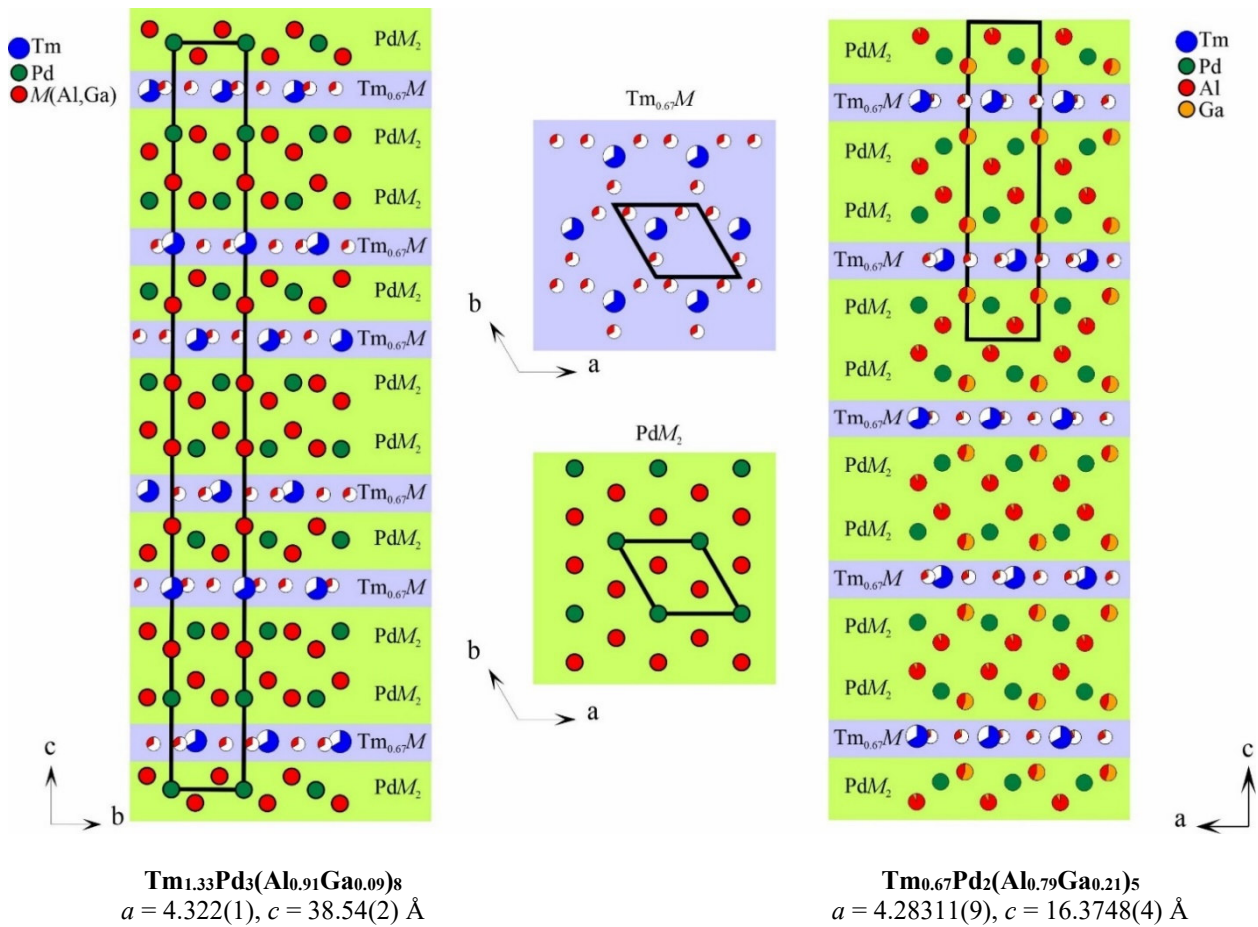 Tm
Pd
M(Al,Ga)
PdM₂
Tm₀.₆₇M
PdM₂
PdM₂
Tm₀.₆₇M
PdM₂
Tm₀.₆₇M
PdM₂
PdM₂
Tm₀.₆₇M
PdM₂
Tm₀.₆₇M
PdM₂
PdM₂
Tm₀.₆₇M
PdM₂
c
b
Tm₀.₆₇M
b
a
PdM₂
b
a
PdM₂
Tm₀.₆₇M
PdM₂
PdM₂
Tm₀.₆₇M
PdM₂
PdM₂
Tm₀.₆₇M
PdM₂
PdM₂
Tm₀.₆₇M
PdM₂
PdM₂
Tm₀.₆₇M
PdM₂
Tm
Pd
Al
Ga
c
a
Tm₁.₃₃Pd₃(Al₀.₉₁Ga₀.₀₉)₈
a = 4.322(1), c = 38.54(2) Å
Tm₀.₆₇Pd₂(Al₀.₇₉Ga₀.₂₁)₅
a = 4.28311(9), c = 16.3748(4) Å